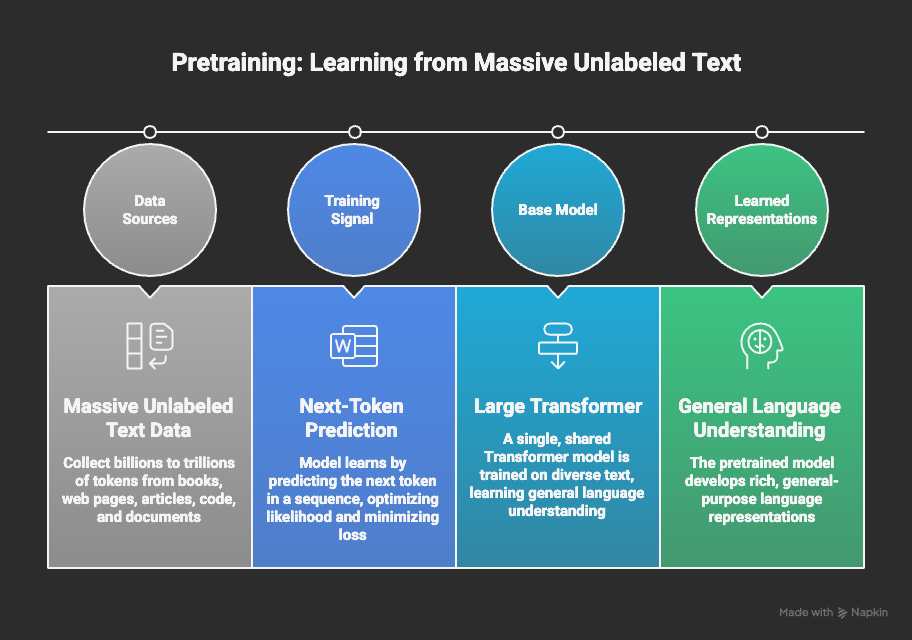 Pretraining: Learning from Massive Unlabeled Text
Data
Sources
Training
Signal
Base Model
Learned
Representations
W
Massive Unlabeled
Text Data
Collect billions to trillions
of tokens from books,
web pages, articles, code,
and documents
Next-Token
Prediction
Model learns by
predicting the next token
in a sequence, optimizing
likelihood and minimizing
loss
Large Transformer
A single, shared
Transformer model is
trained on diverse text,
learning general language
understanding
General Language
Understanding
The pretrained model
develops rich, general-
purpose language
representations
Made with Napkin